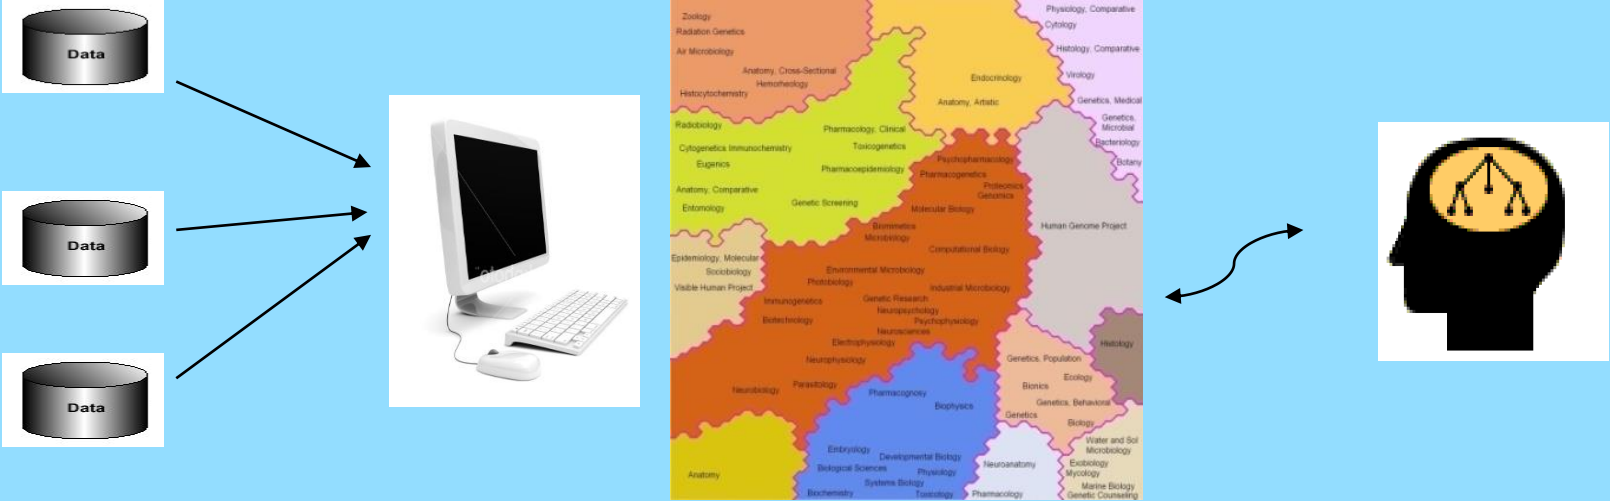 Data
Data
Data
Zoology
Radiation Genetics
Air Microbiology
Anatomy, Cross-Sectional
Hemorheology
Histocytochemistry
Endocrinology
Anatomy, Artistic
Physiology, Comparative
Cytology
Histology, Comparative
Virology
Genetics, Medical
Genetics,
Microbial
Bacteriology
Botany
Radiobiology
Pharmacology, Clinical
Cytogenetics Immunochemistry
Toxicogenetics
Eugenics
Pharmacoepidemiology
Anatomy, Comparative
Genetic Screening
Entomology
Psychopharmacology
Pharmacogenetics
Proteomics
Genomics
Molecular Biology
Biomimetics
Microbiology
Computational Biology
Human Genome Project
Epidemiology, Molecular
Sociobiology
Visible Human Project
Environmental Microbiology
Photobiology
Industrial Microbiology
Immunogenetics
Genetic Research
Neuropsychology
Biotechnology
Psychophysiology
Neurosciences
Electrophysiology
Neurophysiology
Neurobiology
Parasitology
Histology
Genetics, Population
Ecology
Bionics
Genetics, Behavioral
Genetics
Biology
Pharmacognosy
Biophysics
Embryology
Developmental Biology
Biological Sciences
Physiology
Systems Biology
Biochemistry
Toxicology
Anatomy
Neuroanatomy
Pharmacology
Water and Sol
Microbiology
Exobiology
Mycology
Marine Biology
Genetic Counseling